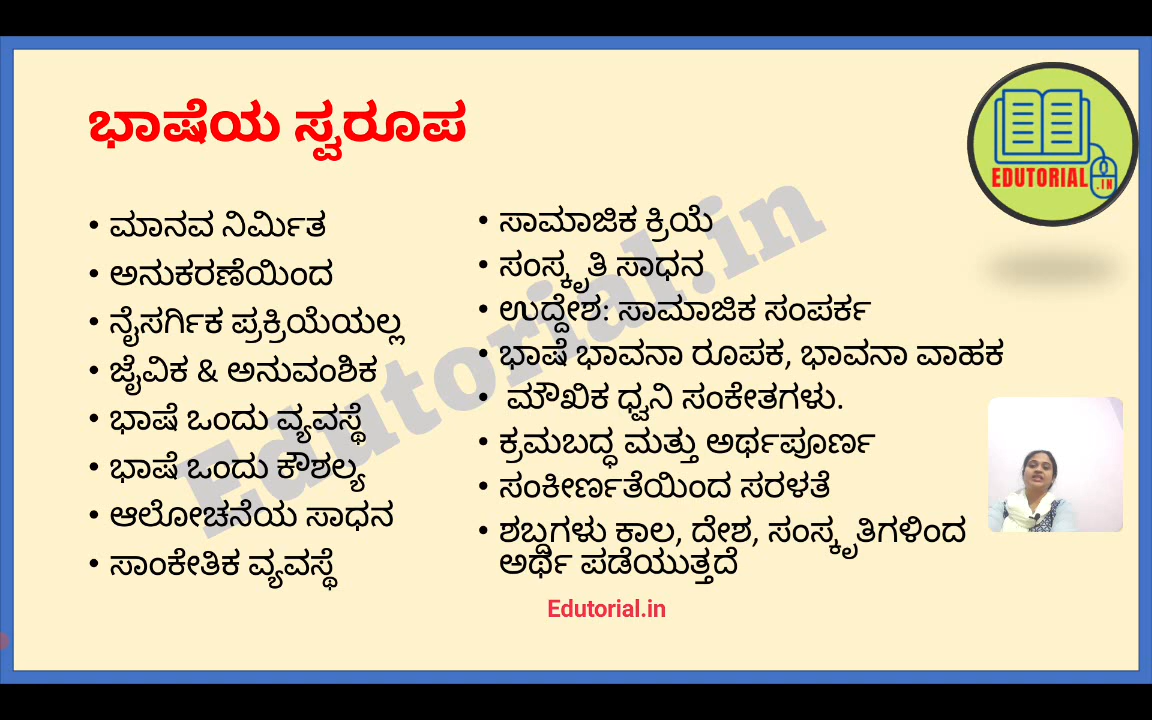 ಭಾಷೆಯ ಸ್ವರೂಪ
• ಮಾನವ ನಿರ್ಮಿತ
• ಅನುಕರಣೆಯಿಂದ
• ನೈಸರ್ಗಿಕ ಪ್ರಕ್ರಿಯೆಯಲ್ಲ
• ಜೈವಿಕ & ಅನುವಂಶಿಕ
• ಭಾಷೆ ಒಂದು ವ್ಯವಸ್ಥೆ
• ಭಾಷೆ ಒಂದು ಕೌಶಲ್ಯ
• ಆಲೋಚನೆಯ ಸಾಧನ
• ಸಾಂಕೇತಿಕ ವ್ಯವಸ್ಥೆ
• ಸಾಮಾಜಿಕ ಕ್ರಿಯೆ
• ಸಂಸ್ಕೃತಿ ಸಾಧನ
• ಉದ್ದೇಶ: ಸಾಮಾಜಿಕ ಸಂಪರ್ಕ
• ಭಾಷೆ ಭಾವನಾ ರೂಪಕ, ಭಾವನಾ ವಾಹಕ
• ಮೌಖಿಕ ಧ್ವನಿ ಸಂಕೇತಗಳು.
• ಕ್ರಮಬದ್ಧ ಮತ್ತು ಅರ್ಥಪೂರ್ಣ
• ಸಂಕೀರ್ಣತೆಯಿಂದ ಸರಳತೆ
• ಶಬ್ದಗಳು ಕಾಲ, ದೇಶ, ಸಂಸ್ಕೃತಿಗಳಿಂದ
ಅರ್ಥ ಪಡೆಯುತ್ತದೆ
Edutorial.in
EDUTORIAL
.IN
Edutorial.in